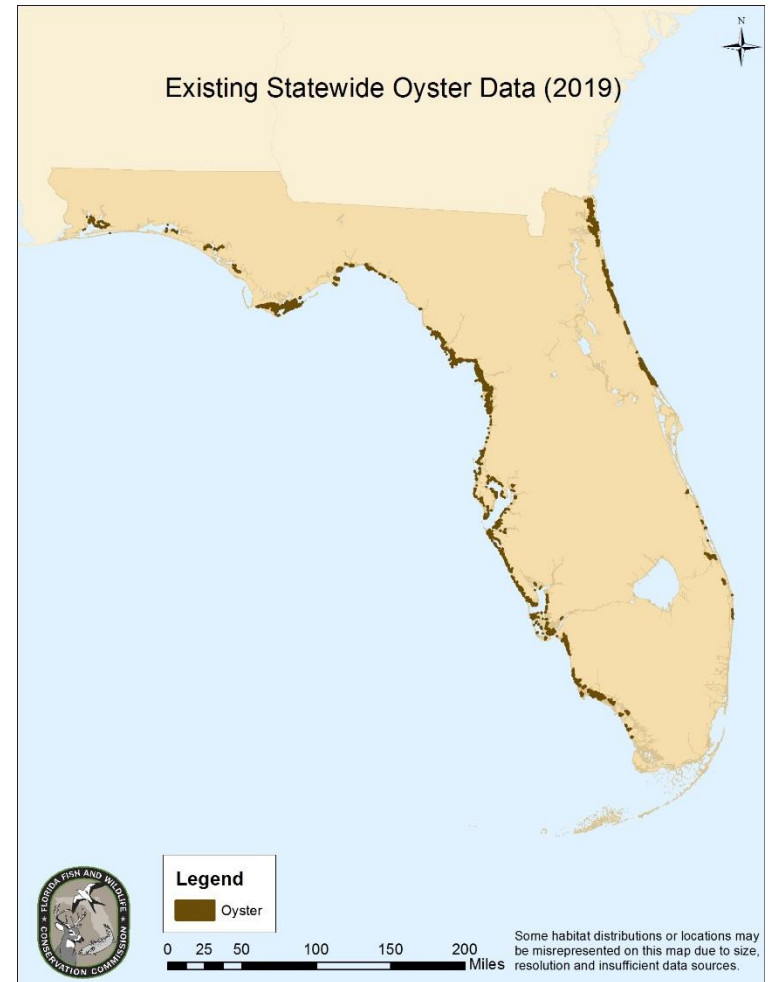 N
Existing Statewide Oyster Data (2019)
FLORIDA FISH AND WILDLIFE
CONSERVATION COMMISSION
Legend
Oyster
0 25 50 100 150 200
Miles
Some habitat distributions or locations may
be misrepresented on this map due to size,
resolution and insufficient data sources.